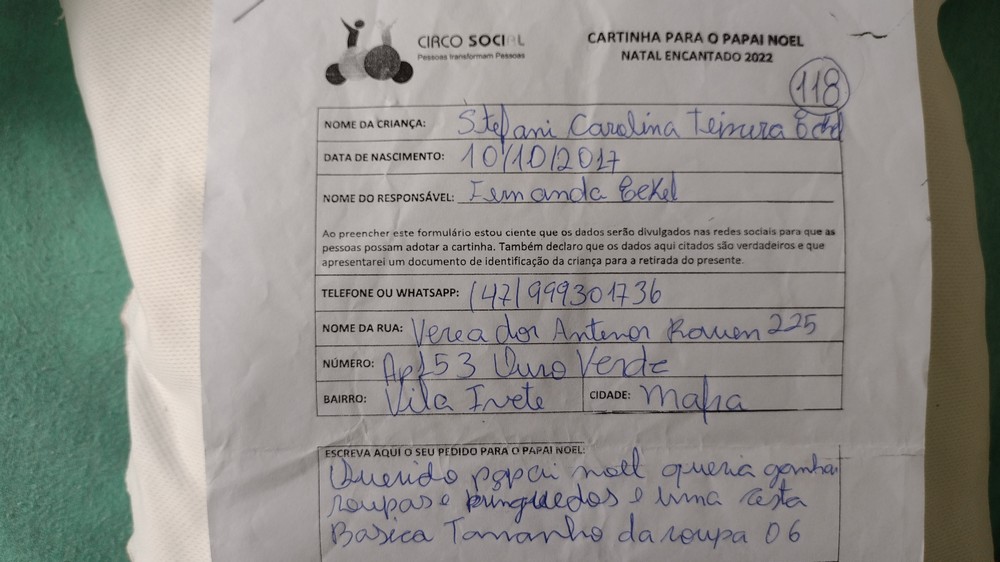 CIRCO SOCIAL
Pessoas transformam Pessoas
CARTINHA PARA O PAPAI NOEL
NATAL ENCANTADO 2022
118
NOME DA CRIANÇA: Stefani Carolina Teixura
DATA DE NASCIMENTO: 10/10/2017
NOME DO RESPONSÁVEL: Fernanda Eckel
Ao preencher este formulário estou ciente que os dados serão divulgados nas redes sociais para que as
pessoas possam adotar a cartinha. Também declaro que os dados aqui citados são verdadeiros e que
apresentarei um documento de identificação da criança para a retirada do presente.
TELEFONE OU WHATSAPP: (47)999301736
NOME DA RUA: Vereador Antenor Rauen 225
NÚMERO: Apt 53 Ouro Verde
BAIRRO: Vila Ivete CIDADE: Mafra
ESCREVA AQUI O SEU PEDIDO PARA O PAPAI NOEL:
Querido papai noel queria ganhar
roupas e brinquedos e uma cesta
Basica Tamanho da roupa 06